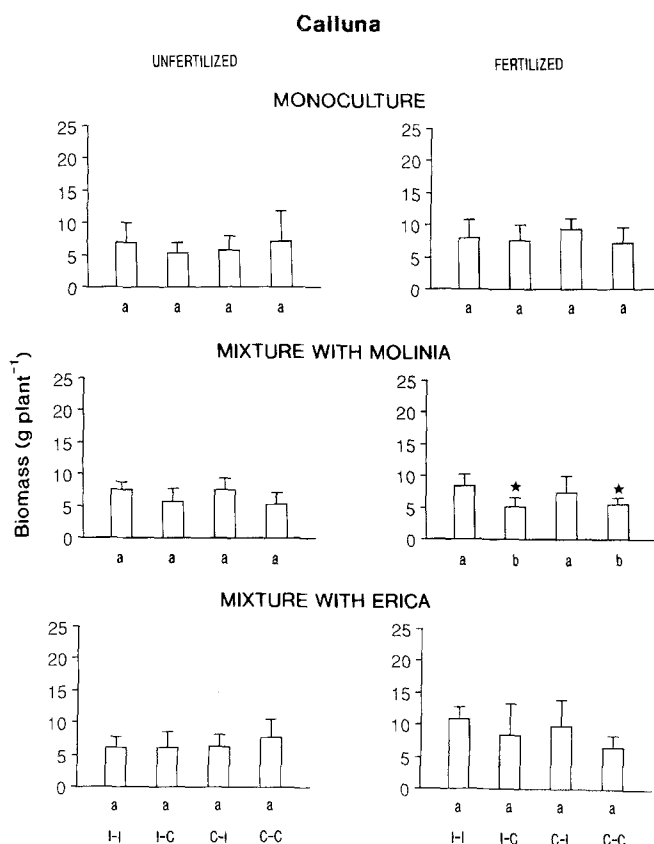 Calluna
UNFERTILIZED FERTILIZED
MONOCULTURE
25 25
20 20
15 15
10 10
5 5
0 0
a a a a a a a a
MIXTURE WITH MOLINIA
Biomass (g plant⁻¹)
25 25
20 20
15 15
10 10
5 5
0 0
★ ★
a a a a a b a b
MIXTURE WITH ERICA
25 25
20 20
15 15
10 10
5 5
0 0
a a a a a a a a
I-I I-C C-I C-C I-I I-C C-I C-C